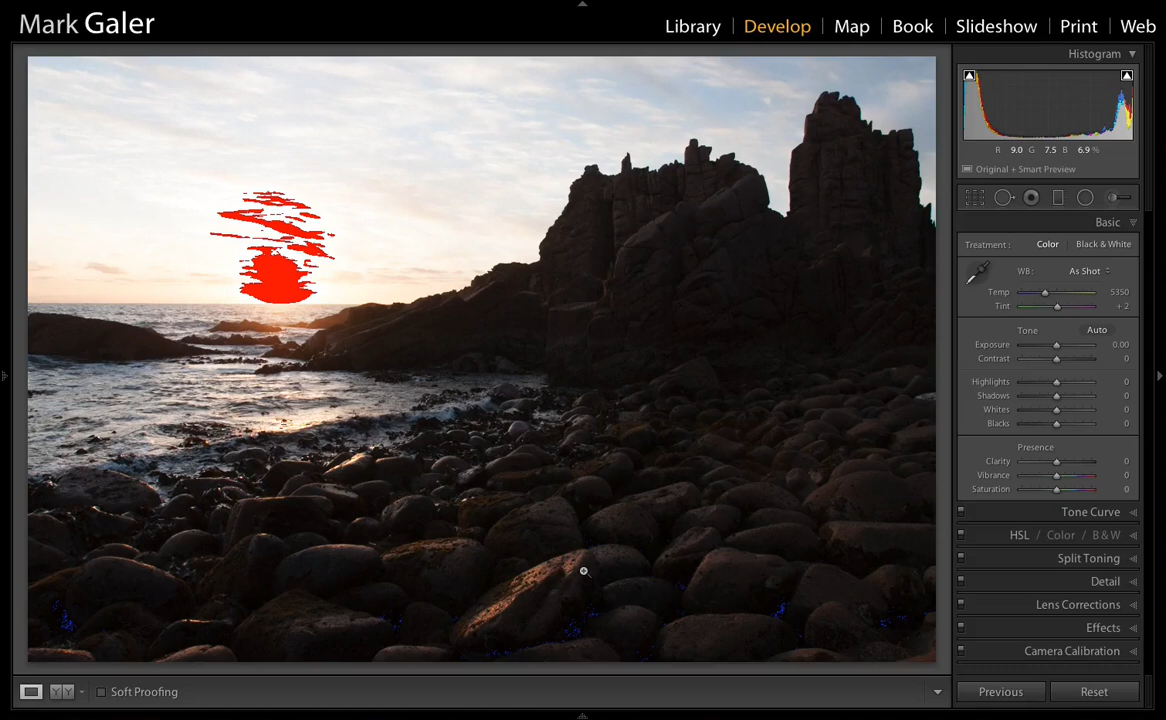 Mark Galer
Library Develop Map Book Slideshow Print Web
Histogram
R 9.0 G 7.5 B 6.9 %
Original + Smart Preview
Basic
Treatment : Color Black & White
WB : As Shot
Temp 5350
Tint + 2
Tone Auto
Exposure 0.00
Contrast 0
Highlights 0
Shadows 0
Whites 0
Blacks 0
Presence
Clarity 0
Vibrance 0
Saturation 0
Tone Curve
HSL / Color / B & W
Split Toning
Detail
Lens Corrections
Effects
Camera Calibration
Y Y Soft Proofing Previous Reset